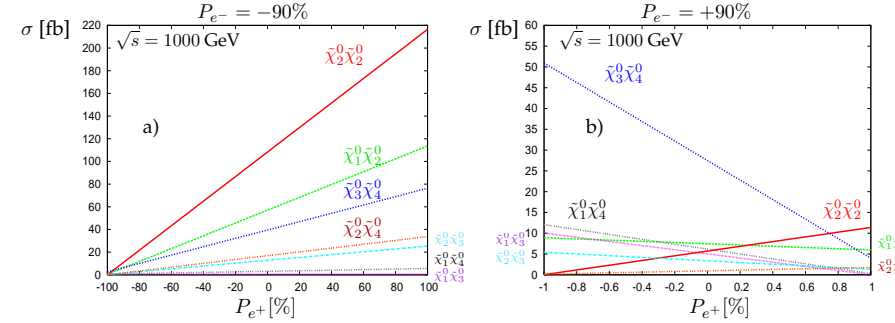 P_{e^-} = −90%
σ [fb]
√s = 1000 GeV
220
200
180
160
140
120
100
80
60
40
20
0
χ̃⁰₂χ̃⁰₂
a)
χ̃⁰₁χ̃⁰₂
χ̃⁰₃χ̃⁰₄
χ̃⁰₂χ̃⁰₄
χ̃⁰₂χ̃⁰₃
χ̃⁰₁χ̃⁰₄
χ̃⁰₁χ̃⁰₃
-100 -80 -60 -40 -20 0 20 40 60 80 100
P_{e^+}[%]
P_{e^-} = +90%
σ [fb]
√s = 1000 GeV
60
55
50
45
40
35
30
25
20
15
10
5
0
χ̃⁰₃χ̃⁰₄
b)
χ̃⁰₁χ̃⁰₄
χ̃⁰₂χ̃⁰₂
χ̃⁰₁χ̃⁰₃
χ̃⁰₂χ̃⁰₃
-1 -0.8 -0.6 -0.4 -0.2 0 0.2 0.4 0.6 0.8 1
P_{e^+}[%]